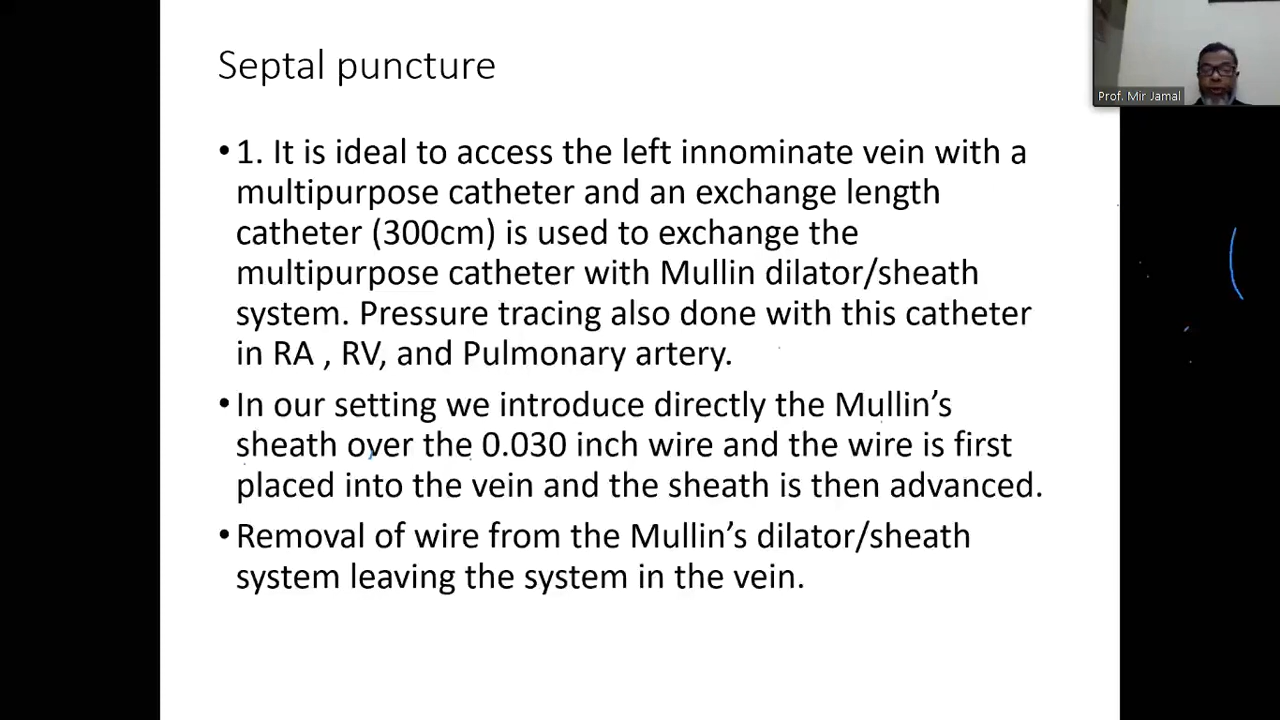 Septal puncture
Prof. Mir Jamal
•1. It is ideal to access the left innominate vein with a
multipurpose catheter and an exchange length
catheter (300cm) is used to exchange the
multipurpose catheter with Mullin dilator/sheath
system. Pressure tracing also done with this catheter
in RA , RV, and Pulmonary artery.
•In our setting we introduce directly the Mullin’s
sheath over the 0.030 inch wire and the wire is first
placed into the vein and the sheath is then advanced.
•Removal of wire from the Mullin’s dilator/sheath
system leaving the system in the vein.